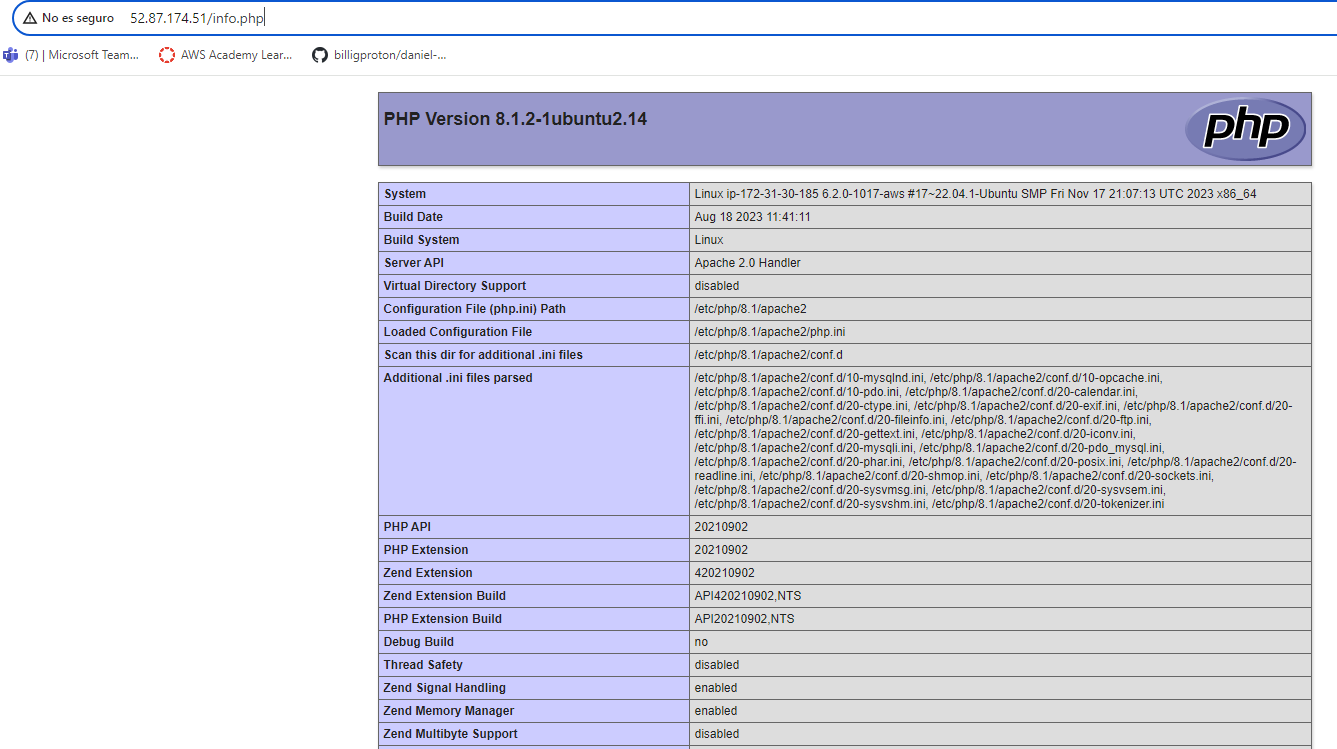 No es seguro 52.87.174.51/info.php
(7) | Microsoft Team... AWS Academy Lear... billigproton/daniel-...
PHP Version 8.1.2-1ubuntu2.14
php
System Linux ip-172-31-30-185 6.2.0-1017-aws #17~22.04.1-Ubuntu SMP Fri Nov 17 21:07:13 UTC 2023 x86_64
Build Date Aug 18 2023 11:41:11
Build System Linux
Server API Apache 2.0 Handler
Virtual Directory Support disabled
Configuration File (php.ini) Path /etc/php/8.1/apache2
Loaded Configuration File /etc/php/8.1/apache2/php.ini
Scan this dir for additional .ini files /etc/php/8.1/apache2/conf.d
Additional .ini files parsed /etc/php/8.1/apache2/conf.d/10-mysqlnd.ini, /etc/php/8.1/apache2/conf.d/10-opcache.ini,
/etc/php/8.1/apache2/conf.d/10-pdo.ini, /etc/php/8.1/apache2/conf.d/20-calendar.ini,
/etc/php/8.1/apache2/conf.d/20-ctype.ini, /etc/php/8.1/apache2/conf.d/20-exif.ini, /etc/php/8.1/apache2/conf.d/20-
ffi.ini, /etc/php/8.1/apache2/conf.d/20-fileinfo.ini, /etc/php/8.1/apache2/conf.d/20-ftp.ini,
/etc/php/8.1/apache2/conf.d/20-gettext.ini, /etc/php/8.1/apache2/conf.d/20-iconv.ini,
/etc/php/8.1/apache2/conf.d/20-mysqli.ini, /etc/php/8.1/apache2/conf.d/20-pdo_mysql.ini,
/etc/php/8.1/apache2/conf.d/20-phar.ini, /etc/php/8.1/apache2/conf.d/20-posix.ini, /etc/php/8.1/apache2/conf.d/20-
readline.ini, /etc/php/8.1/apache2/conf.d/20-shmop.ini, /etc/php/8.1/apache2/conf.d/20-sockets.ini,
/etc/php/8.1/apache2/conf.d/20-sysvmsg.ini, /etc/php/8.1/apache2/conf.d/20-sysvsem.ini,
/etc/php/8.1/apache2/conf.d/20-sysvshm.ini, /etc/php/8.1/apache2/conf.d/20-tokenizer.ini
PHP API 20210902
PHP Extension 20210902
Zend Extension 420210902
Zend Extension Build API420210902,NTS
PHP Extension Build API20210902,NTS
Debug Build no
Thread Safety disabled
Zend Signal Handling enabled
Zend Memory Manager enabled
Zend Multibyte Support disabled